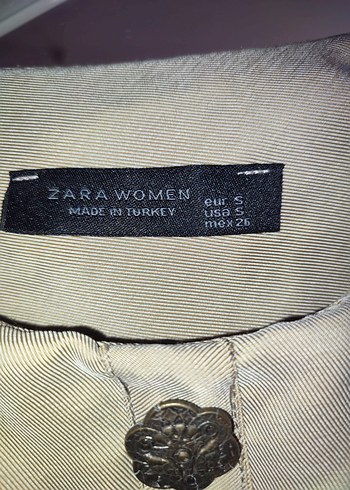 ZARA WOMEN
MADE IN TURKEY
eur S
usa S
mex 26